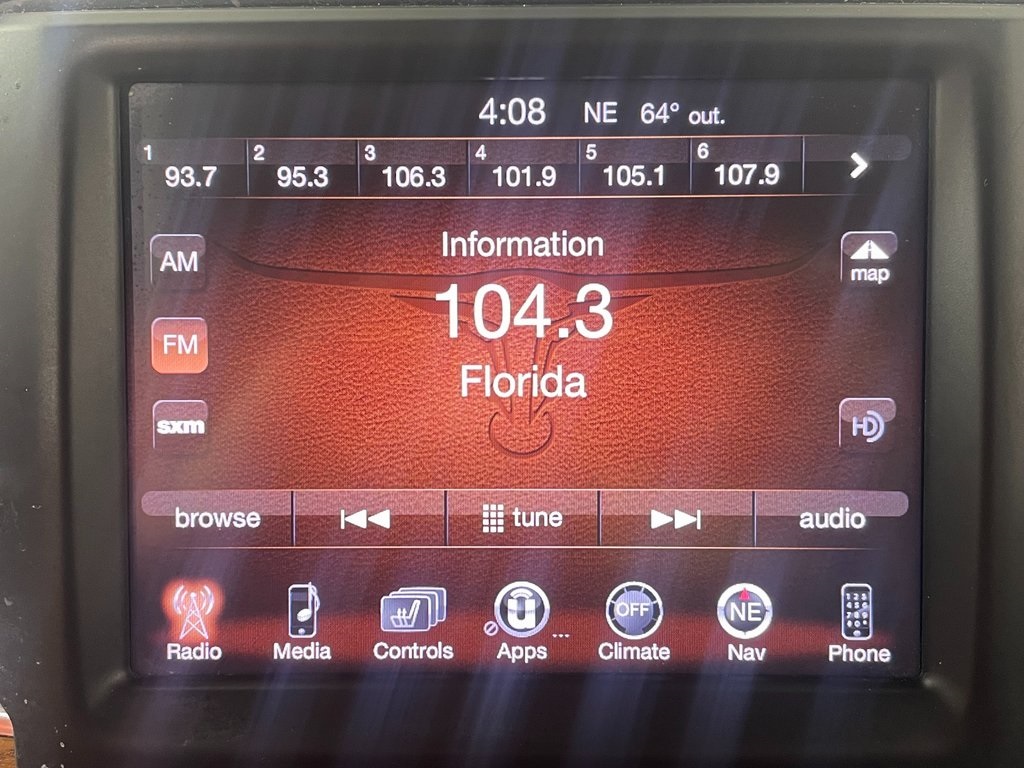 4:08 NE 64° out.
1 2 3 4 5 6
93.7 95.3 106.3 101.9 105.1 107.9
Information
AM
map
104.3
FM
Florida
sxm
HD
browse tune audio
OFF NE
Radio Media Controls Apps Climate Nav Phone